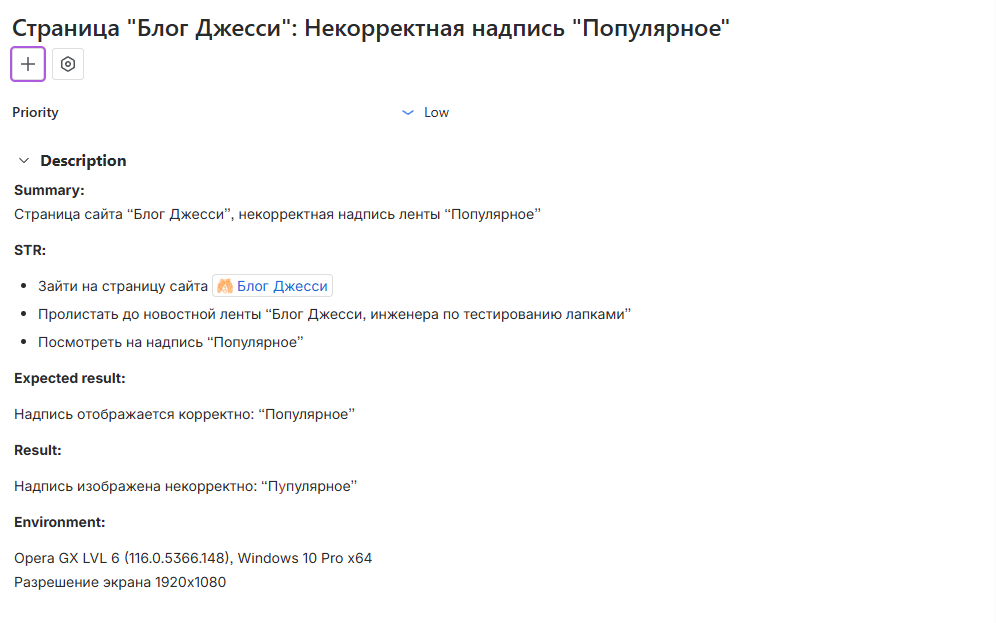 Страница "Блог Джесси": Некорректная надпись "Популярное"
Priority
Low
Description
Summary:
Страница сайта “Блог Джесси”, некорректная надпись ленты “Популярное”
STR:
• Зайти на страницу сайта Блог Джесси
• Пролистать до новостной ленты “Блог Джесси, инженера по тестированию лапками”
• Посмотреть на надпись “Популярное”
Expected result:
Надпись отображается корректно: “Популярное”
Result:
Надпись изображена некорректно: “Пупулярное”
Environment:
Opera GX LVL 6 (116.0.5366.148), Windows 10 Pro x64
Разрешение экрана 1920x1080